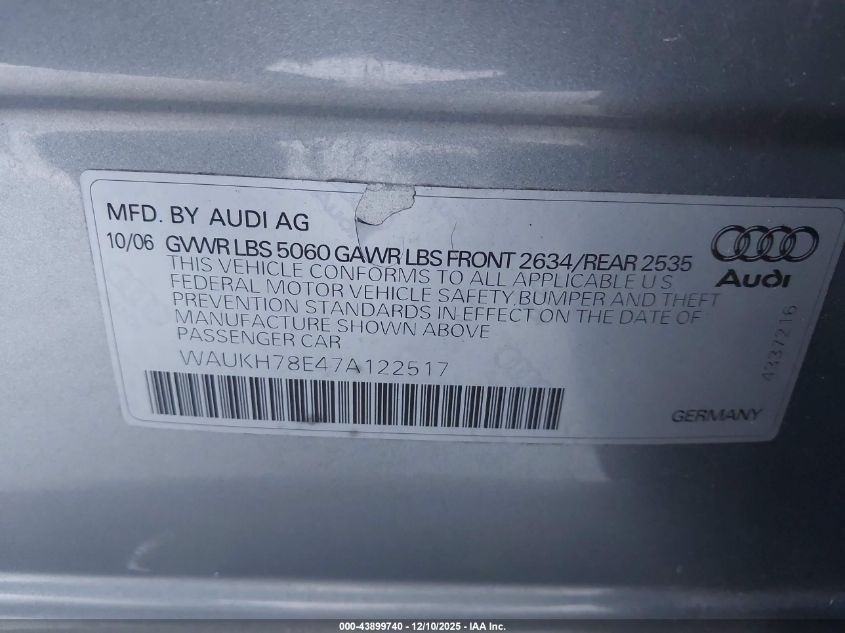 MFD. BY AUDI AG
10/06 GVWR LBS 5060 GAWR LBS FRONT 2634/REAR 2535
THIS VEHICLE CONFORMS TO ALL APPLICABLE U S
FEDERAL MOTOR VEHICLE SAFETY,BUMPER AND THEFT
PREVENTION STANDARDS IN EFFECT ON THE DATE OF
MANUFACTURE SHOWN ABOVE
PASSENGER CAR
WAUKH78E47A122517
Audi
4337216
GERMANY
000-43899740 - 12/10/2025 - IAA Inc.